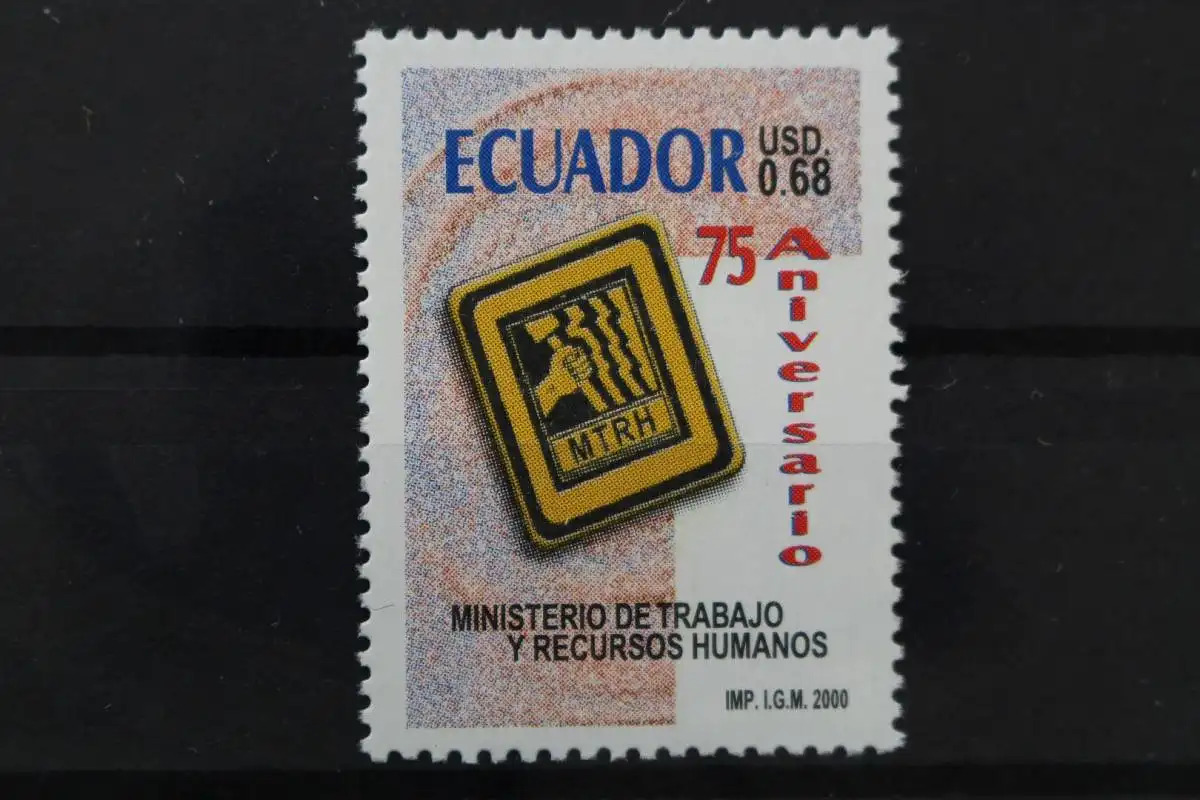 ECUADOR
USD.
0.68
75
Aniversario
MTRH
MINISTERIO DE TRABAJO
Y RECURSOS HUMANOS
IMP. I.G.M. 2000